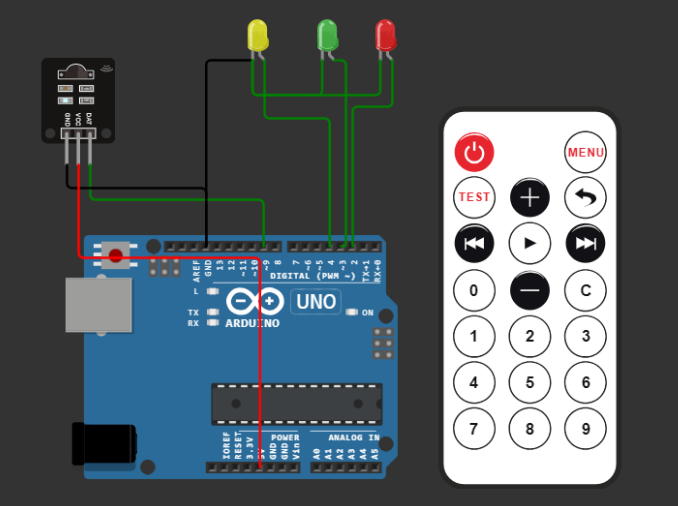 GND
VCC
DAT
MENU
TEST
0
C
1
2
3
4
5
6
7
8
9
AREF
GND
13
12
~11
~10
~9
8
7
~6
~5
4
~3
2
TX→1
RX←0
DIGITAL (PWM ~)
L
TX
RX
ARDUINO
UNO
ON
POWER
ANALOG IN
IOREF
RESET
3.3V
5V
GND
GND
Vin
A0
A1
A2
A3
A4
A5